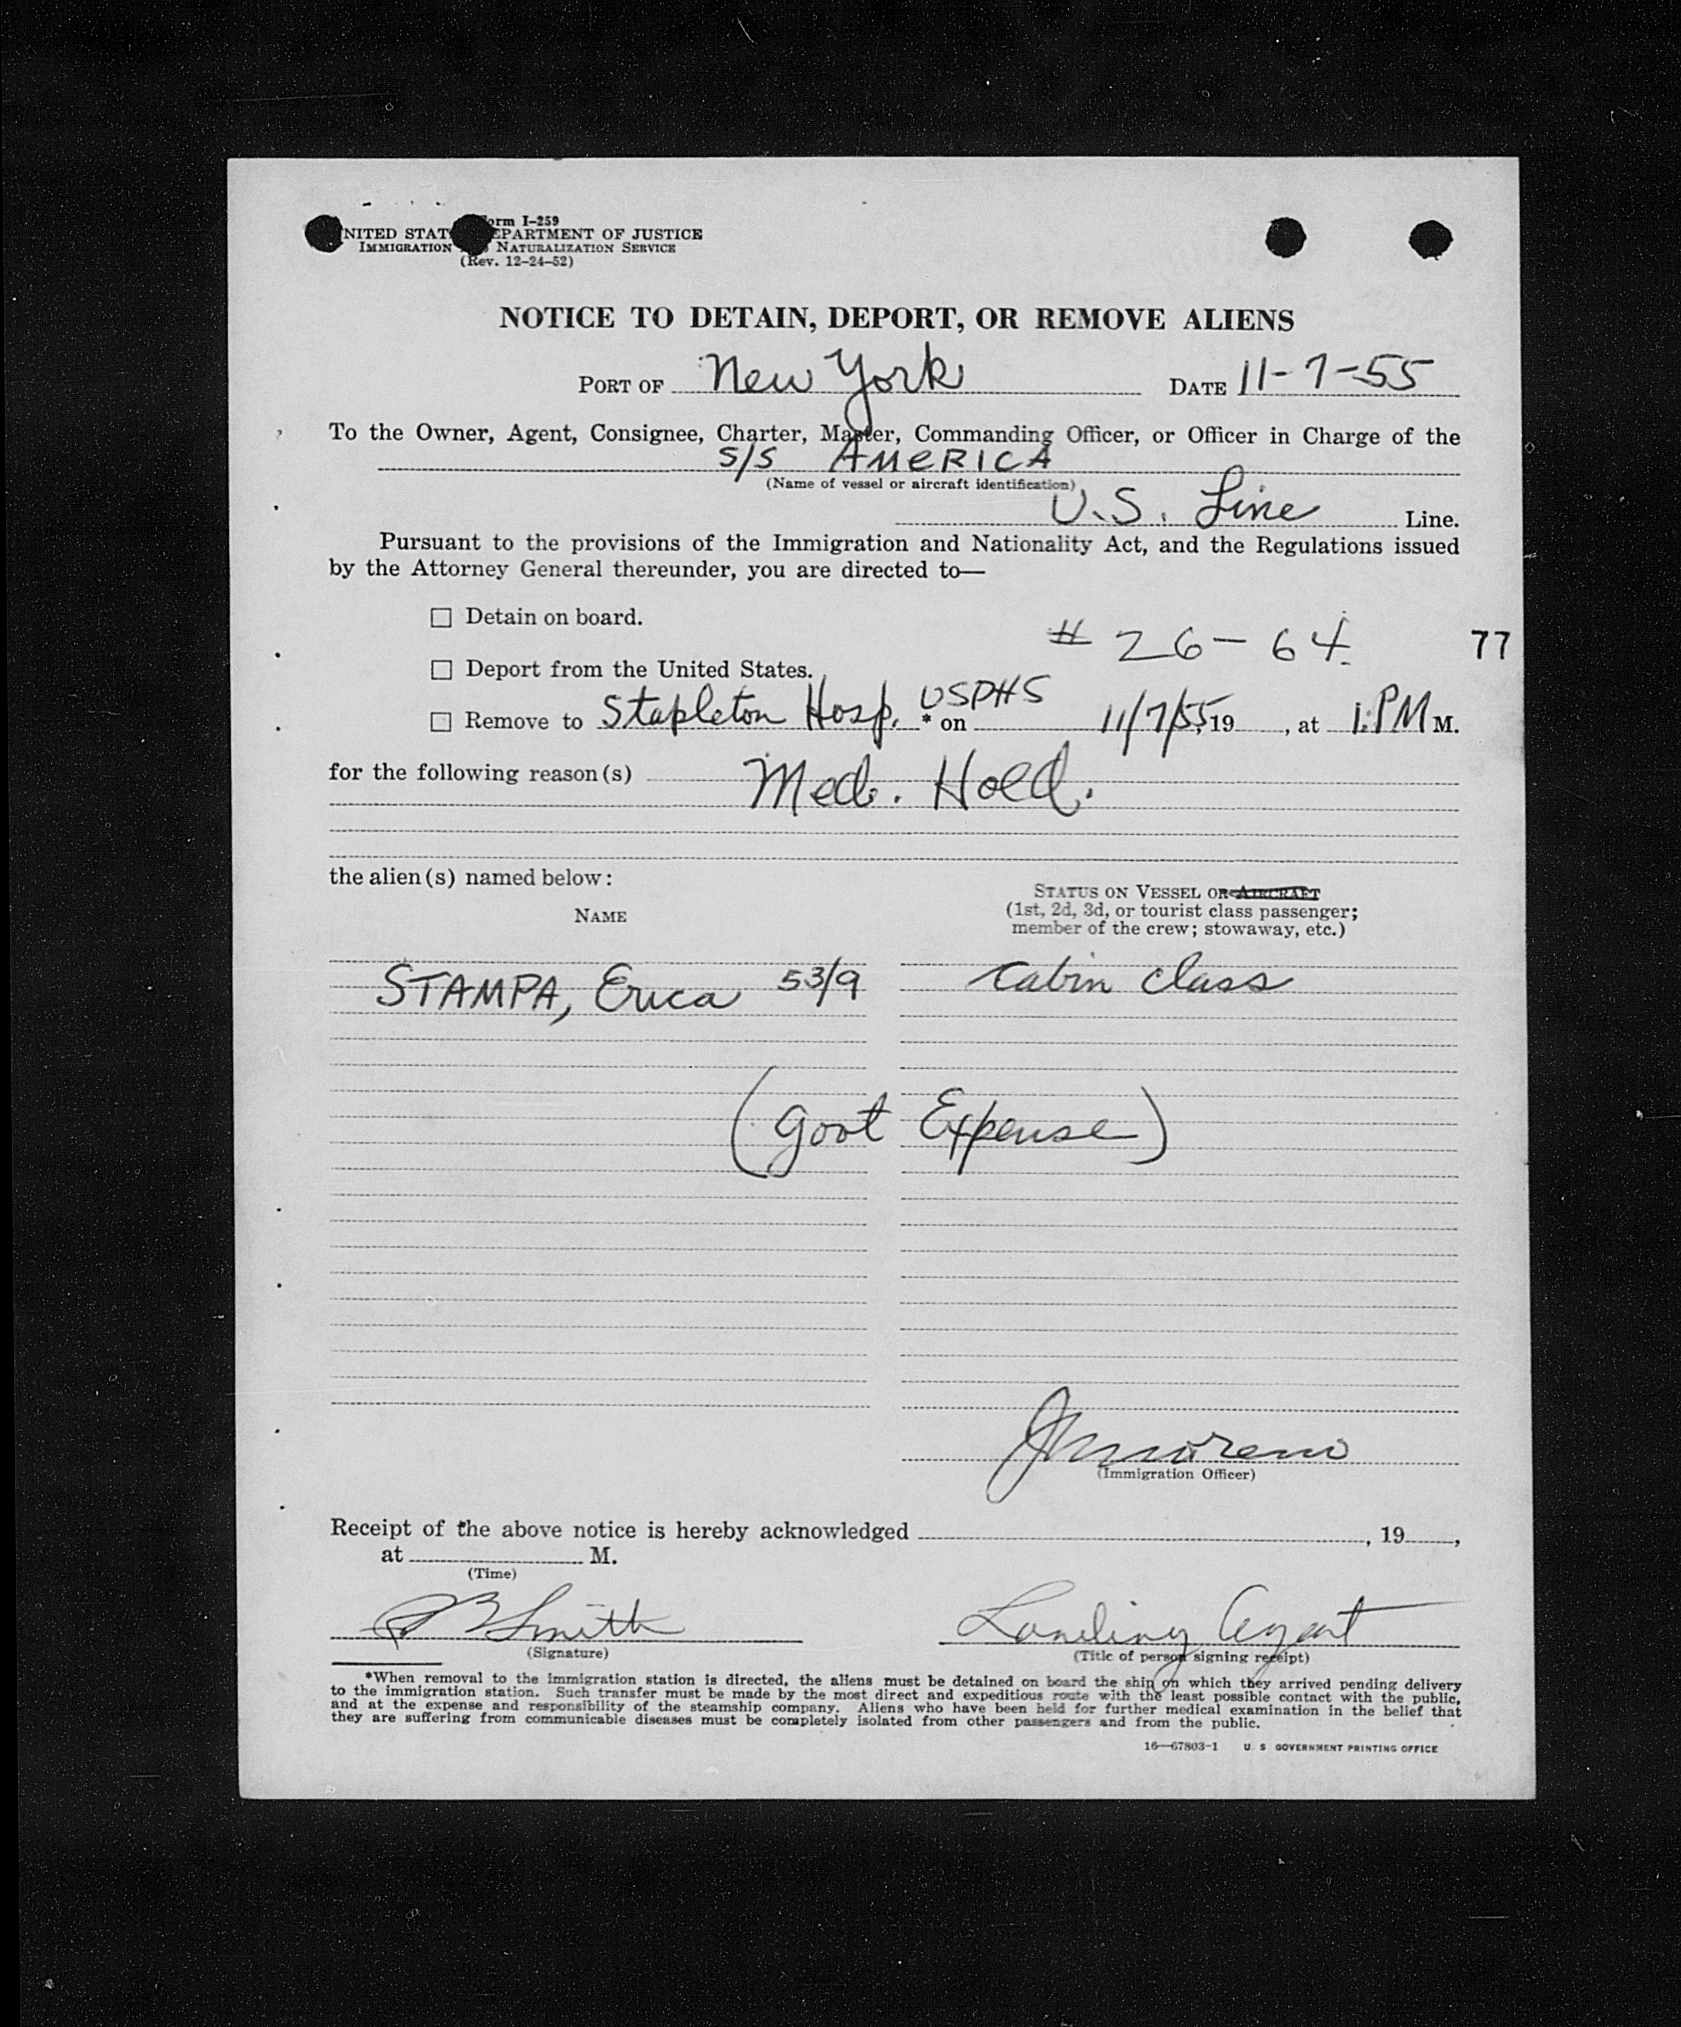 Form I-259
UNITED STATES DEPARTMENT OF JUSTICE
IMMIGRATION AND NATURALIZATION SERVICE
(Rev. 12-24-52)
NOTICE TO DETAIN, DEPORT, OR REMOVE ALIENS
PORT OF New York DATE 11-7-55
To the Owner, Agent, Consignee, Charter, Master, Commanding Officer, or Officer in Charge of the
S/S AMERICA
(Name of vessel or aircraft identification)
U.S. Line Line.
Pursuant to the provisions of the Immigration and Nationality Act, and the Regulations issued
by the Attorney General thereunder, you are directed to—
☐ Detain on board.
# 26-64 77
☐ Deport from the United States.
☐ Remove to Stapleton Hosp. USPHS * on 11/7/55, 19 , at 1:PM M.
for the following reason(s) Med. Hold.
the alien(s) named below:
NAME
STATUS ON VESSEL OR AIRCRAFT
(1st, 2d, 3d, or tourist class passenger;
member of the crew; stowaway, etc.)
STAMPA, Erica 53/9 Cabin class
(Govt Expense)
(Immigration Officer)
Receipt of the above notice is hereby acknowledged , 19 ,
at M.
(Time)
Smith Landing Agent
(Signature) (Title of person signing receipt)
*When removal to the immigration station is directed, the aliens must be detained on board the ship on which they arrived pending delivery
to the immigration station. Such transfer must be made by the most direct and expeditious route with the least possible contact with the public,
and at the expense and responsibility of the steamship company. Aliens who have been held for further medical examination in the belief that
they are suffering from communicable diseases must be completely isolated from other passengers and from the public.
16—67803-1 U. S. GOVERNMENT PRINTING OFFICE